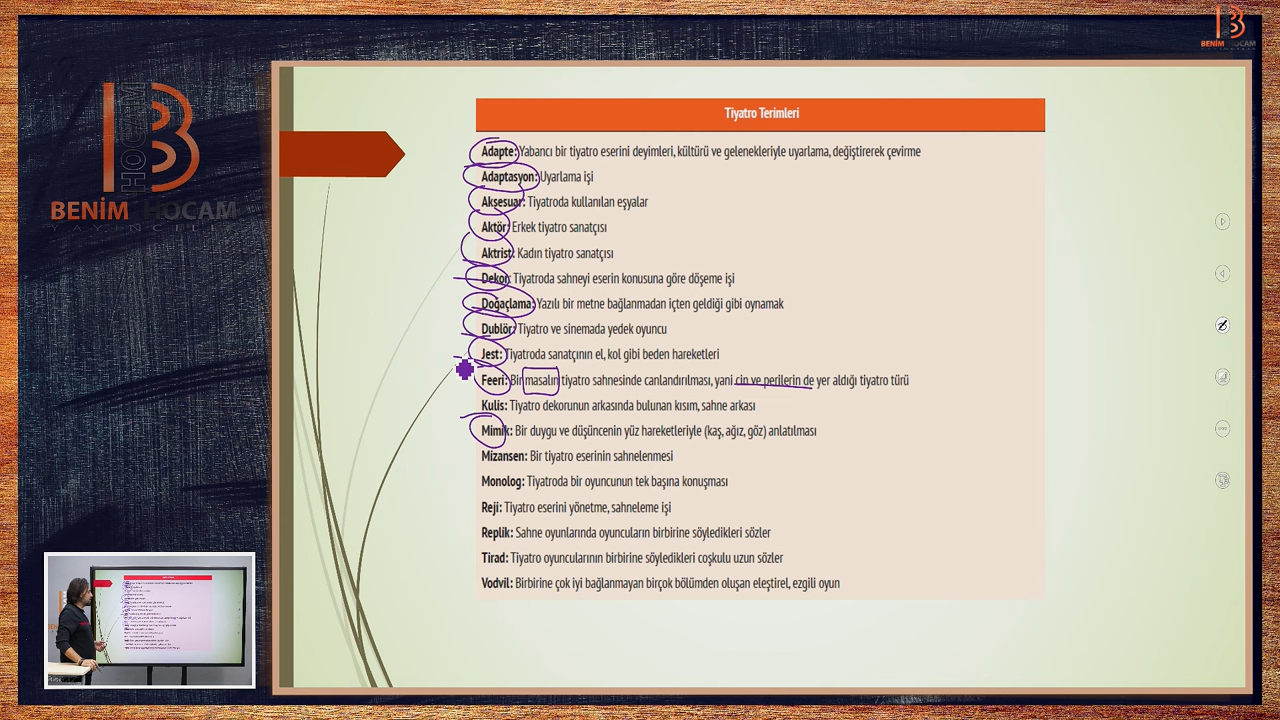 BENİM HOCAM
BENİM HOCAM
YAYINCILIK
Tiyatro Terimleri
Adapte: Yabancı bir tiyatro eserini deyimleri, kültürü ve gelenekleriyle uyarlama, değiştirerek çevirme
Adaptasyon: Uyarlama işi
Akşesuar: Tiyatroda kullanılan eşyalar
Aktör: Erkek tiyatro sanatçısı
Aktrist: Kadın tiyatro sanatçısı
Dekor: Tiyatroda sahneyi eserin konusuna göre döşeme işi
Doğaçlama: Yazılı bir metne bağlanmadan içten geldiği gibi oynamak
Dublör: Tiyatro ve sinemada yedek oyuncu
Jest: Tiyatroda sanatçının el, kol gibi beden hareketleri
Feeri: Bir masalın tiyatro sahnesinde canlandırılması, yani cin ve perilerin de yer aldığı tiyatro türü
Kulis: Tiyatro dekorunun arkasında bulunan kısım, sahne arkası
Mimik: Bir duygu ve düşüncenin yüz hareketleriyle (kaş, ağız, göz) anlatılması
Mizansen: Bir tiyatro eserinin sahnelenmesi
Monolog: Tiyatroda bir oyuncunun tek başına konuşması
Reji: Tiyatro eserini yönetme, sahneleme işi
Replik: Sahne oyunlarında oyuncuların birbirine söyledikleri sözler
Tirad: Tiyatro oyuncularının birbirine söyledikleri coşkulu uzun sözler
Vodvil: Birbirine çok iyi bağlanmayan birçok bölümden oluşan eleştirel, ezgili oyun